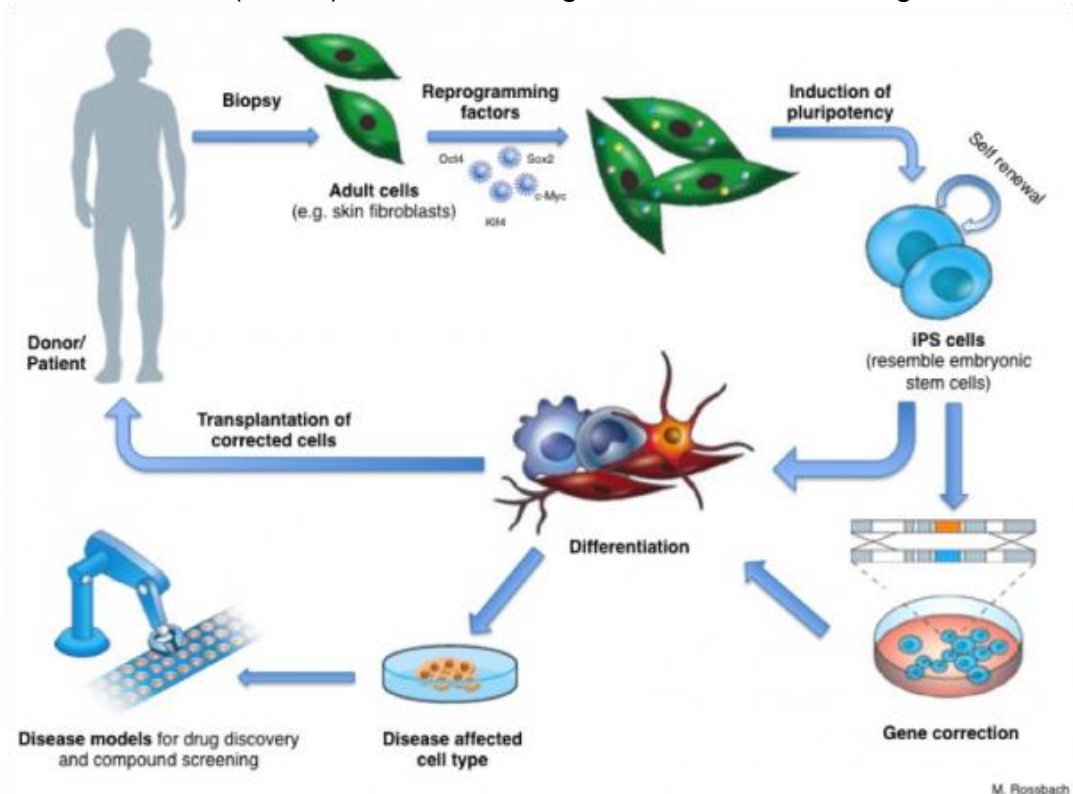 Biopsy
Reprogramming
factors
Induction of
pluripotency
Self renewal
Oct4
Sox2
c-Myc
Klf4
Adult cells
(e.g. skin fibroblasts)
Donor/
Patient
iPS cells
(resemble embryonic
stem cells)
Transplantation of
corrected cells
Differentiation
Gene correction
Disease models for drug discovery
and compound screening
Disease affected
cell type
M. Rossbach